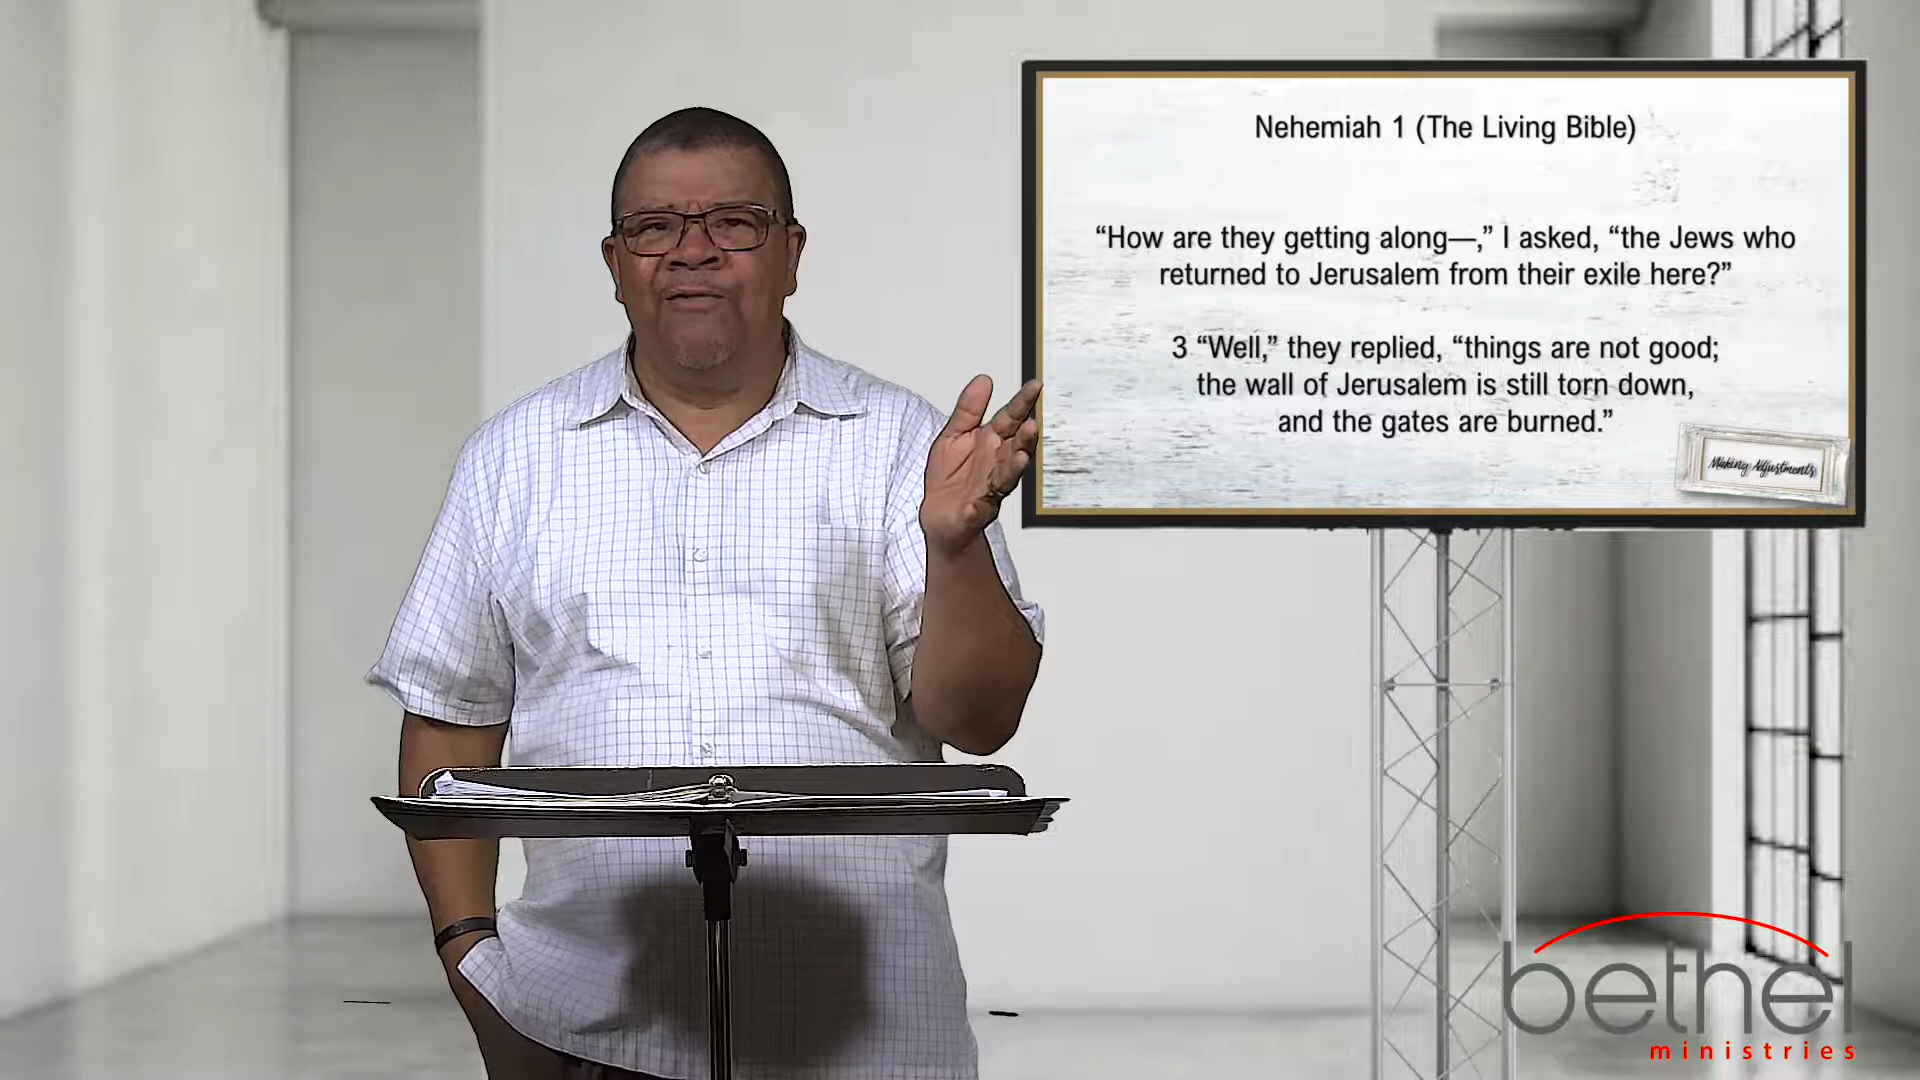 Nehemiah 1 (The Living Bible)
“How are they getting along—,” I asked, “the Jews who
returned to Jerusalem from their exile here?”
3 “Well,” they replied, “things are not good;
the wall of Jerusalem is still torn down,
and the gates are burned.”
Making Adjustments
bethel
ministries